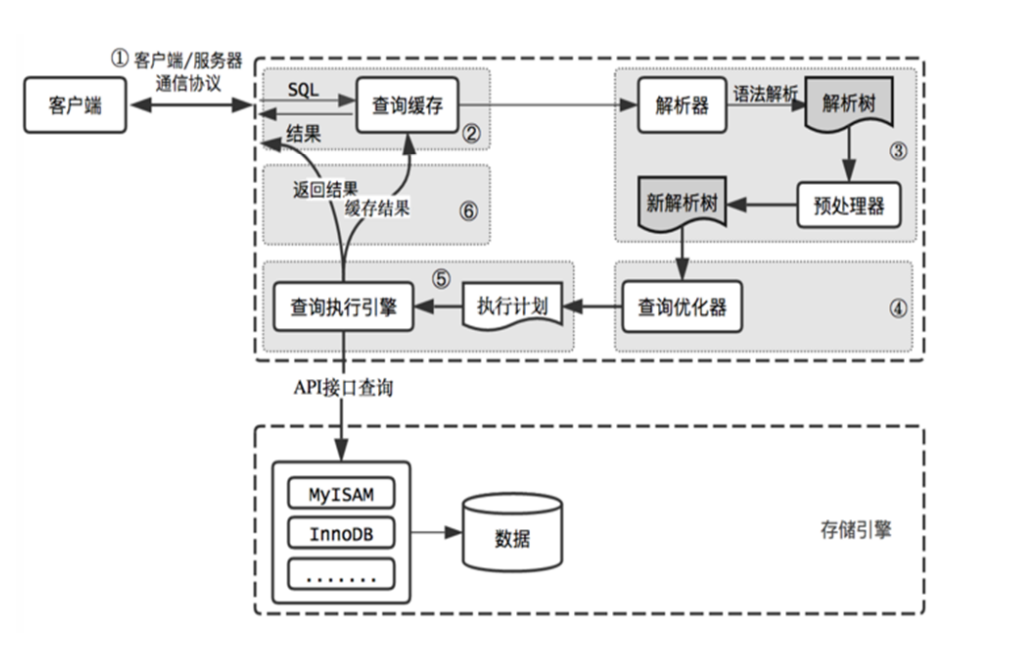 ①客户端/服务器
通信协议
客户端
SQL
查询缓存
结果
②
解析器
语法解析
解析树
③
返回结果
缓存结果
⑥
新解析树
预处理器
⑤
查询执行引擎
执行计划
查询优化器
④
API接口查询
MyISAM
InnoDB
.......
数据
存储引擎